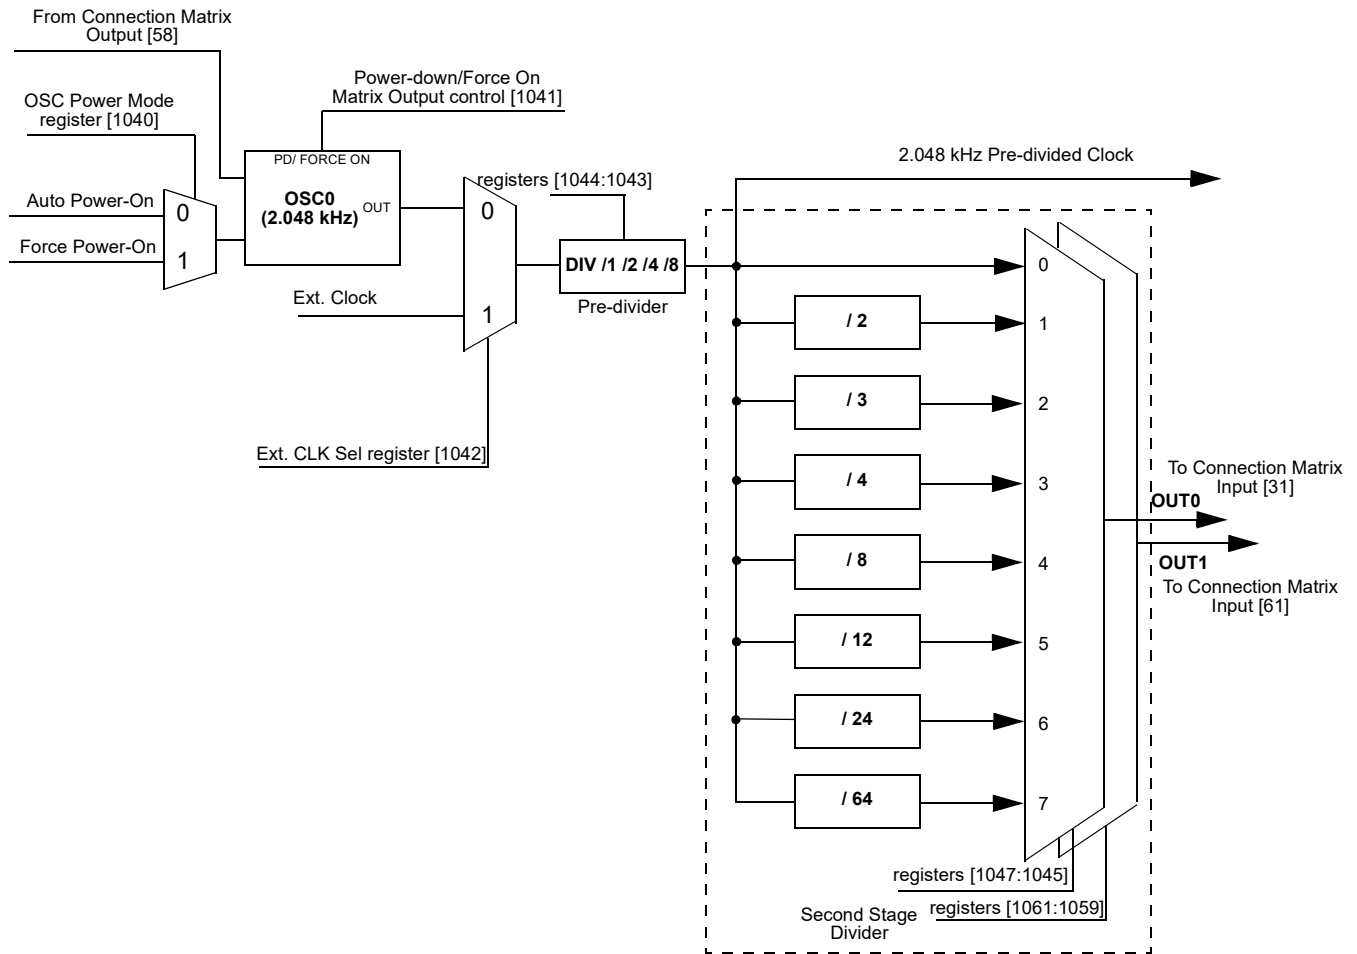 From Connection Matrix
Output [58]
Power-down/Force On
Matrix Output control [1041]
OSC Power Mode
register [1040]
PD/ FORCE ON
OSC0
(2.048 kHz)
OUT
Auto Power-On
Force Power-On
0
1
Ext. Clock
0
1
Ext. CLK Sel register [1042]
registers [1044:1043]
DIV /1 /2 /4 /8
Pre-divider
2.048 kHz Pre-divided Clock
0
/ 2
1
/ 3
2
/ 4
3
/ 8
4
/ 12
5
/ 24
6
/ 64
7
To Connection Matrix
Input [31]
OUT0
OUT1
To Connection Matrix
Input [61]
registers [1047:1045]
registers [1061:1059]
Second Stage
Divider